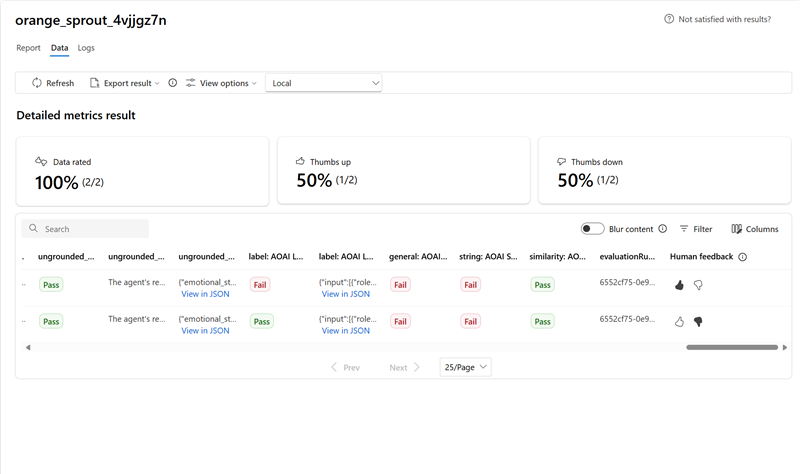 orange_sprout_4vjjgz7n
Not satisfied with results?
Report Data Logs
Refresh Export result View options Local
Detailed metrics result
Data rated
100% (2/2)
Thumbs up
50% (1/2)
Thumbs down
50% (1/2)
Search
Blur content Filter Columns
. ungrounded_... ungrounded_... ungrounded_... label: AOAI L... label: AOAI L... general: AOAI... string: AOAI S... similarity: AO... evaluationRu... Human feedback
... Pass The agent's re... {"emotional_st... Fail {"input":[{"role... Fail Fail Pass 6552cf75-0e9...
View in JSON View in JSON
... Pass The agent's re... {"emotional_st... Pass {"input":[{"role... Fail Fail Pass 6552cf75-0e9...
View in JSON View in JSON
Prev Next 25/Page